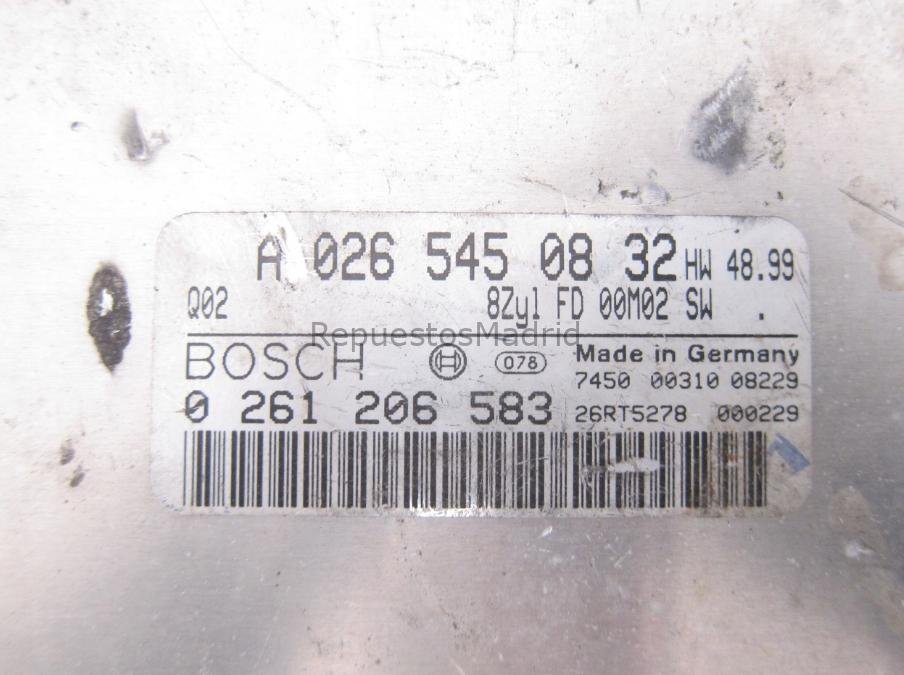 A 026 545 08 32 HW 48.99
Q02 8Zyl FD 00M02 SW .
RepuestosMadrid
BOSCH 078 Made in Germany
7450 00310 08229
0 261 206 583 26RT5278 000229